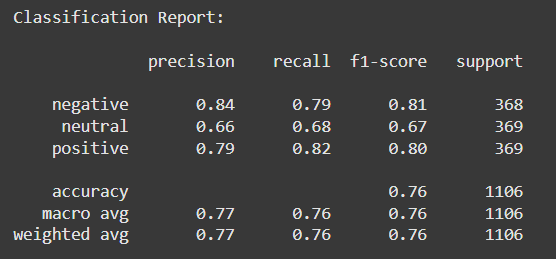 Classification Report:
precision recall f1-score support
negative 0.84 0.79 0.81 368
neutral 0.66 0.68 0.67 369
positive 0.79 0.82 0.80 369
accuracy 0.76 1106
macro avg 0.77 0.76 0.76 1106
weighted avg 0.77 0.76 0.76 1106